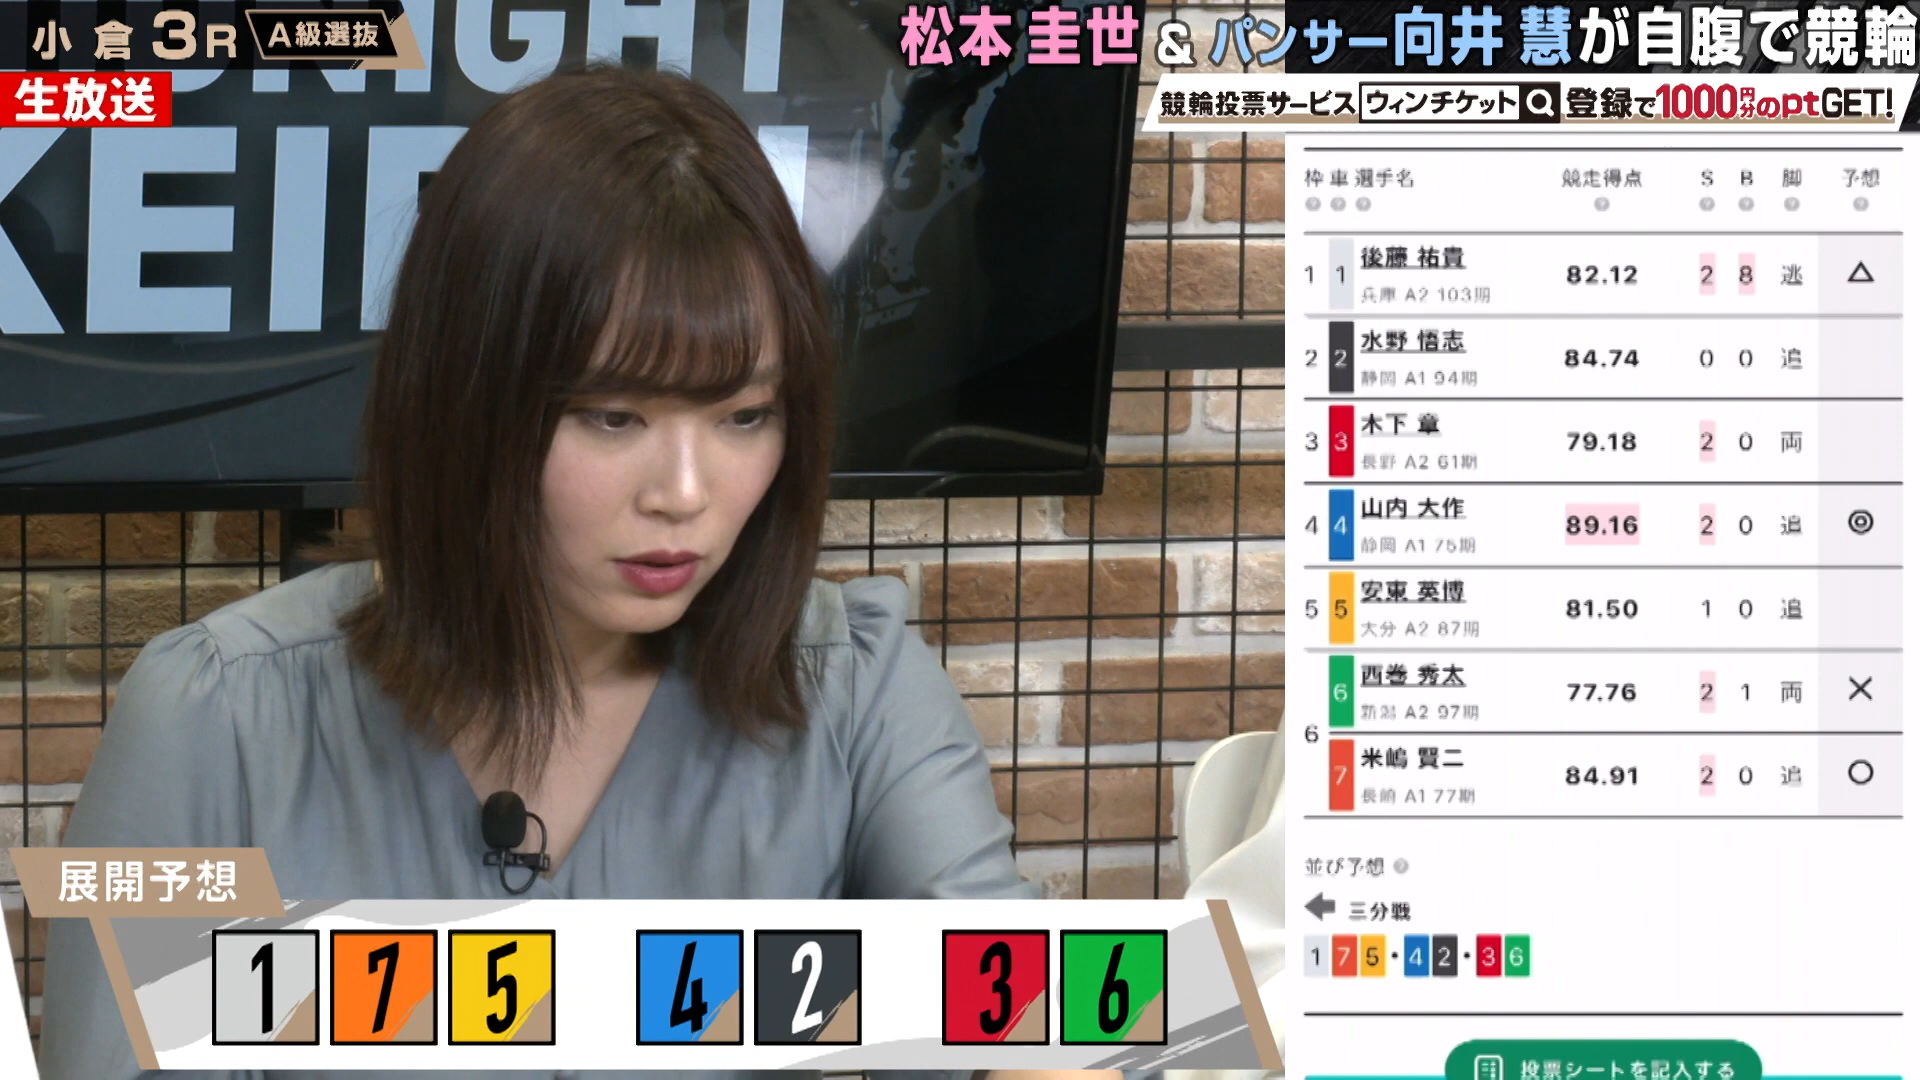 小倉3R A級選抜
生放送
松本圭世&パンサー向井慧が自腹で競輪
競輪投票サービス ウィンチケット 登録で1000円分のptGET!
枠 車 選手名 競走得点 S B 脚 予想
1 1 後藤 祐貴 82.12 2 8 逃 △
兵庫 A2 103期
2 2 水野 悟志 84.74 0 0 追
静岡 A1 94期
3 3 木下 章 79.18 2 0 両
長野 A2 61期
4 4 山内 大作 89.16 2 0 追 ◎
静岡 A1 75期
5 5 安東 英博 81.50 1 0 追
大分 A2 87期
6 6 西巻 秀太 77.76 2 1 両 ×
新潟 A2 97期
7 米嶋 賢二 84.91 2 0 追 ○
長崎 A1 77期
並び予想
三分戦
1 7 5 ・ 4 2 ・ 3 6
投票シートを記入する
展開予想
1 7 5 4 2 3 6